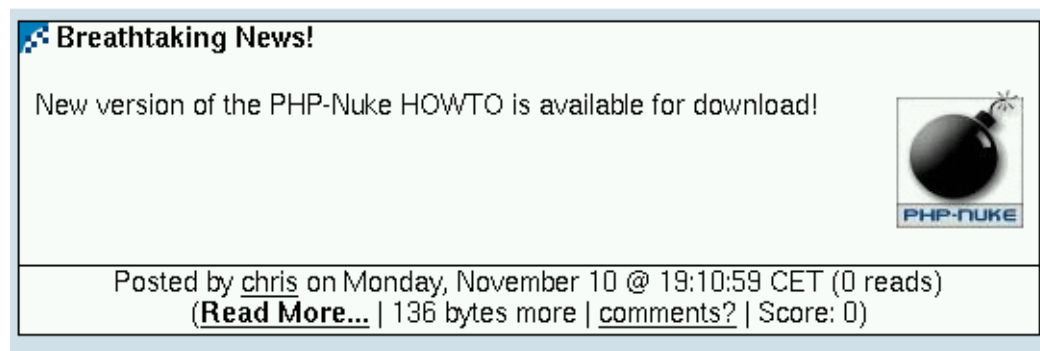 Breathtaking News!
New version of the PHP-Nuke HOWTO is available for download!
PHP-NUKE
Posted by chris on Monday, November 10 @ 19:10:59 CET (0 reads)
(Read More... | 136 bytes more | comments? | Score: 0)